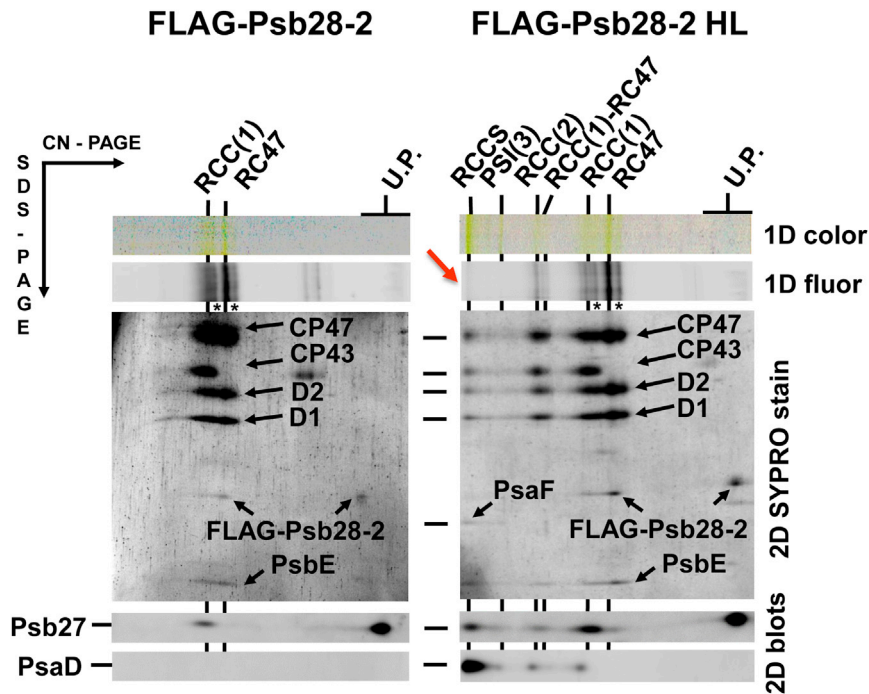 FLAG-Psb28-2
FLAG-Psb28-2 HL
CN - PAGE
SDS-PAGE
RCC(1)
RC47
U.P.
RCCS
PSI(3)
RCC(2)
RCC(1)-RC47
RCC(1)
RC47
U.P.
1D color
1D fluor
* *
* *
CP47
CP43
D2
D1
FLAG-Psb28-2
PsbE
CP47
CP43
D2
D1
PsaF
FLAG-Psb28-2
PsbE
2D SYPRO stain
Psb27
PsaD
2D blots